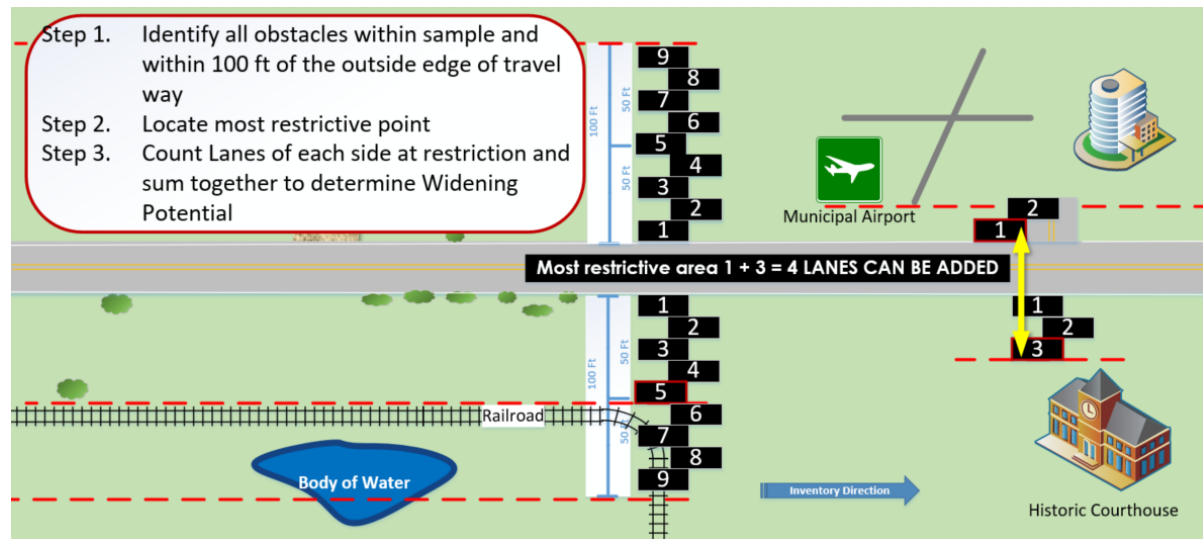 Step 1. Identify all obstacles within sample and
within 100 ft of the outside edge of travel
way
Step 2. Locate most restrictive point
Step 3. Count Lanes of each side at restriction and
sum together to determine Widening
Potential
100 Ft
50 Ft
50 Ft
9
8
7
6
5
4
3
2
1
Municipal Airport
2
1
Most restrictive area 1 + 3 = 4 LANES CAN BE ADDED
100 Ft
50 Ft
50
1
2
3
4
5
6
7
8
9
1
2
3
Railroad
Body of Water
Inventory Direction
Historic Courthouse